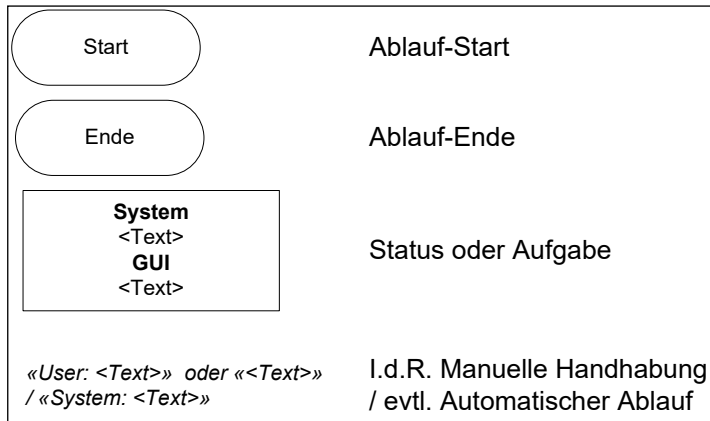 Start Ablauf-Start
Ende Ablauf-Ende
System
<Text>
GUI
<Text>
Status oder Aufgabe
«User: <Text>» oder «<Text>»
/ «System: <Text>»
I.d.R. Manuelle Handhabung
/ evtl. Automatischer Ablauf